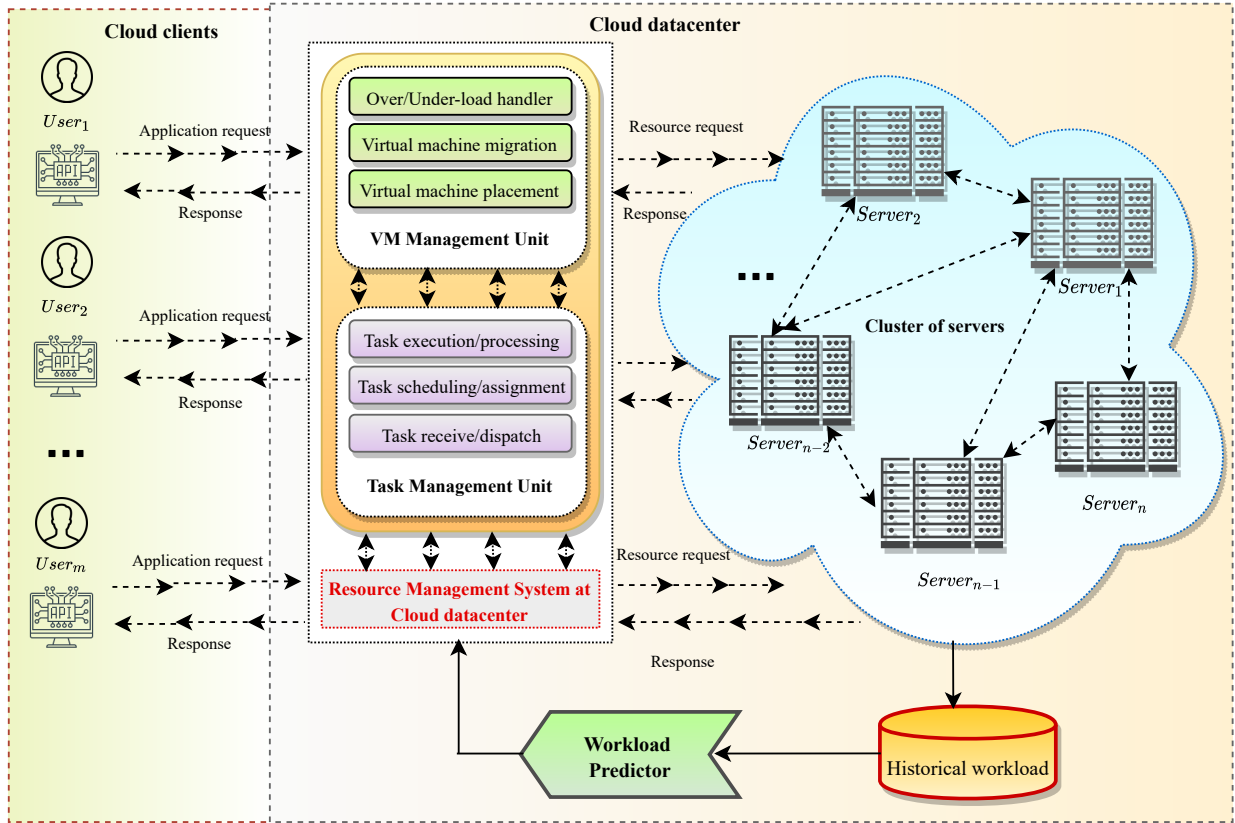 Cloud clients
Cloud datacenter
User₁
API
Application request
Response
User₂
API
Application request
Response
...
Userₘ
API
Application request
Response
Over/Under-load handler
Virtual machine migration
Virtual machine placement
VM Management Unit
Task execution/processing
Task scheduling/assignment
Task receive/dispatch
Task Management Unit
Resource Management System at
Cloud datacenter
Resource request
Response
Resource request
Response
Server₂
Server₁
...
Cluster of servers
Serverₙ₋₂
Serverₙ
Serverₙ₋₁
Workload
Predictor
Historical workload